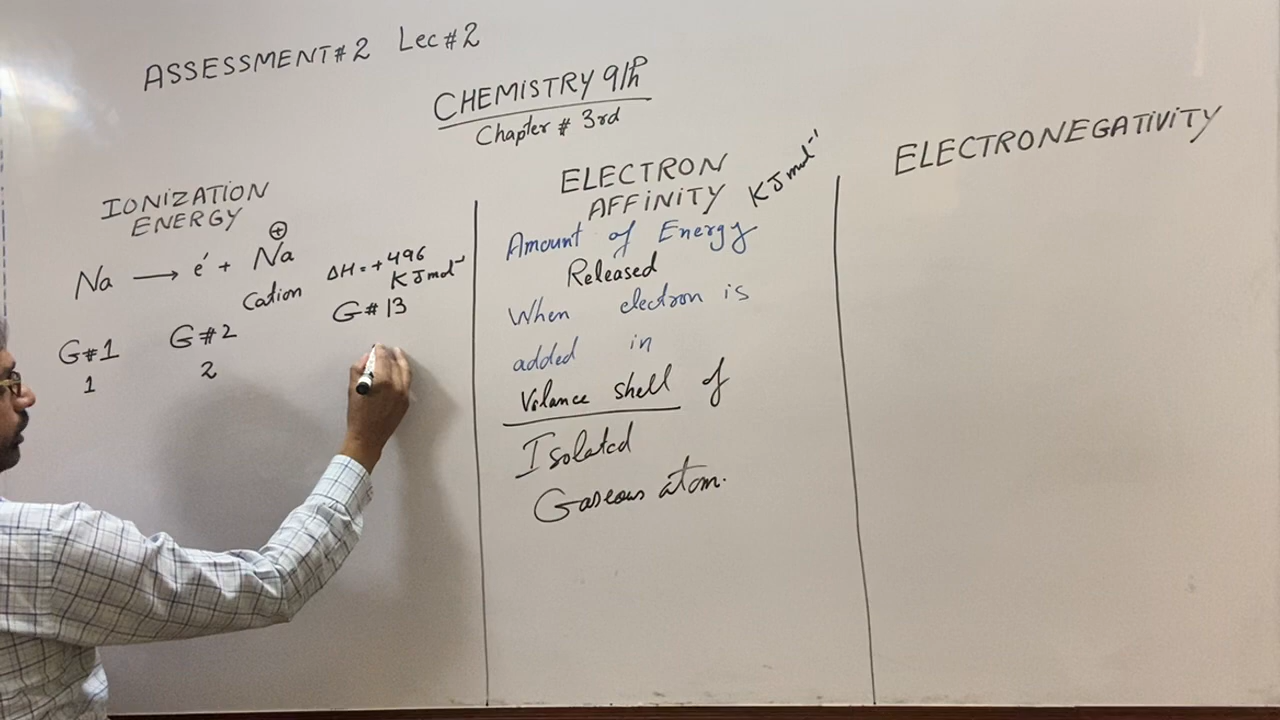 ASSESSMENT#2 Lec#2
CHEMISTRY 9th
Chapter # 3rd
IONIZATION
ENERGY
Na → e⁻ + Na⊕
Cation
ΔH=+496
KJmol⁻¹
G#1 G#2 G#13
1 2
ELECTRON
AFFINITY KJmol⁻¹
Amount of Energy
Released
When electron is
added in
Valance shell of
Isolated
Gaseous atom.
ELECTRONEGATIVITY